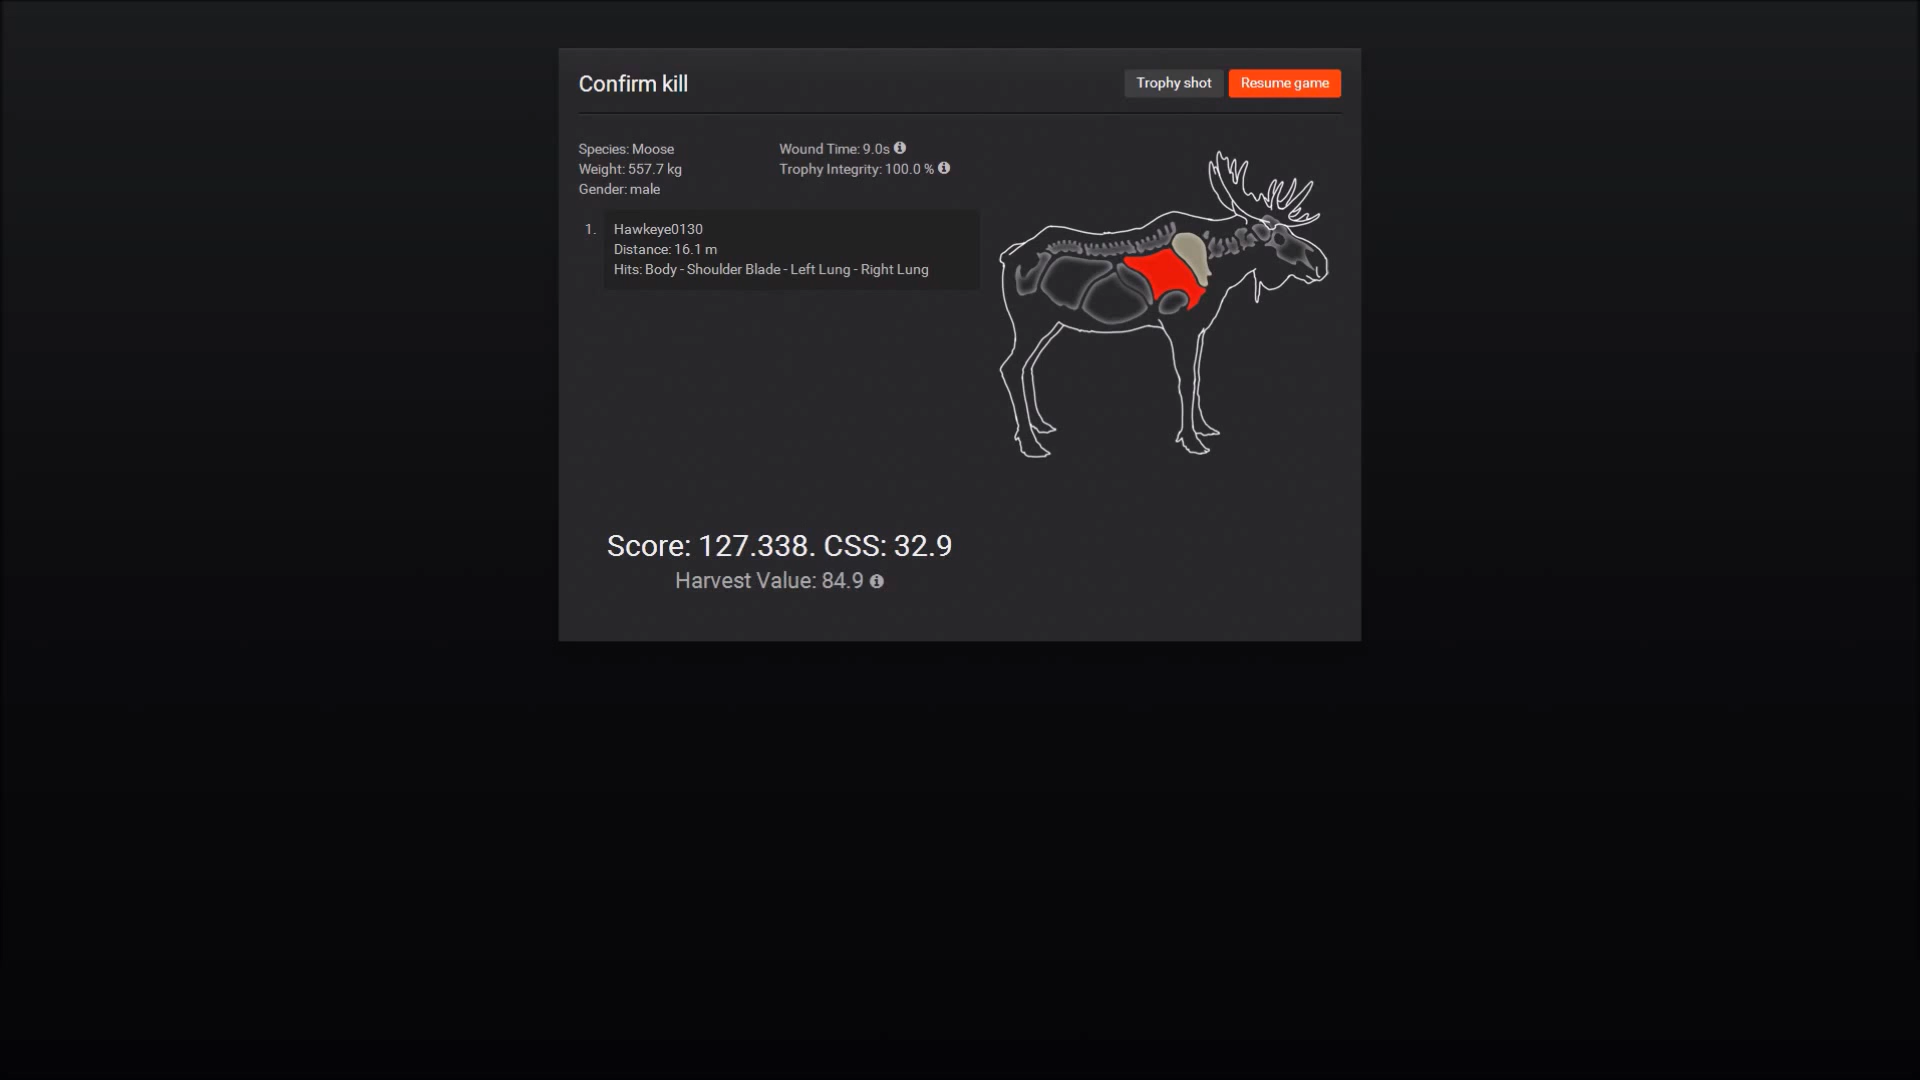 Confirm kill
Trophy shot
Resume game
Species: Moose
Weight: 557.7 kg
Gender: male
Wound Time: 9.0s
Trophy Integrity: 100.0 %
1.
Hawkeye0130
Distance: 16.1 m
Hits: Body - Shoulder Blade - Left Lung - Right Lung
Score: 127.338. CSS: 32.9
Harvest Value: 84.9